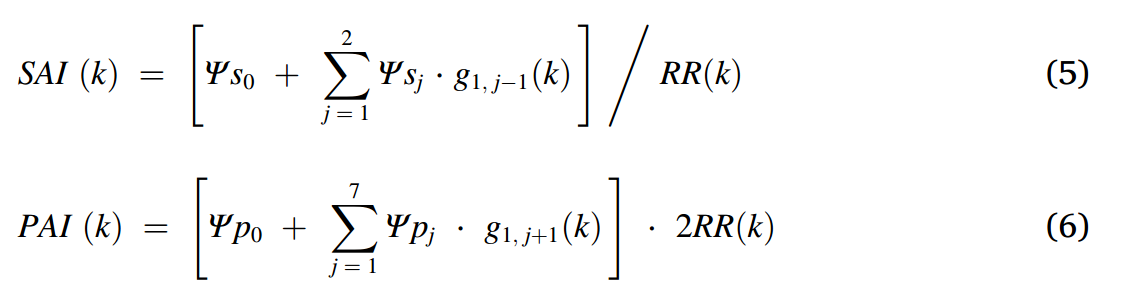 SAI (k) = [Ψs₀ + ∑_{j=1}^{2} Ψs_j · g_{1, j−1}(k)] / RR(k) (5)
PAI (k) = [Ψp₀ + ∑_{j=1}^{7} Ψp_j · g_{1, j+1}(k)] · 2RR(k) (6)